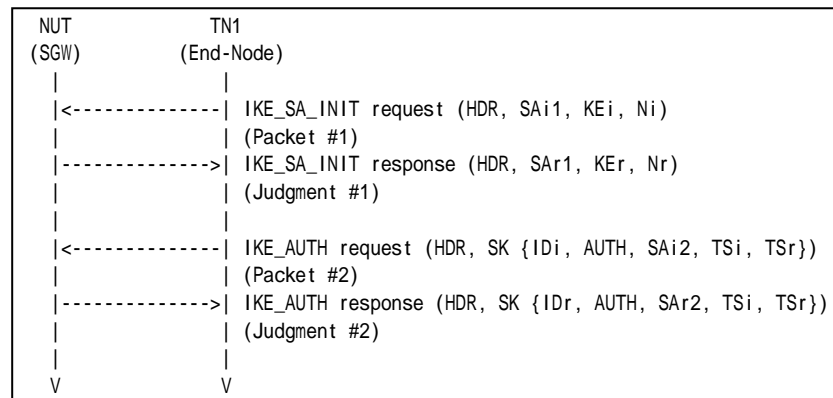 NUT TN1
(SGW) (End-Node)
| |
|<--------------| IKE_SA_INIT request (HDR, SAi1, KEi, Ni)
| | (Packet #1)
|-------------->| IKE_SA_INIT response (HDR, SAr1, KEr, Nr)
| | (Judgment #1)
| |
|<--------------| IKE_AUTH request (HDR, SK {IDi, AUTH, SAi2, TSi, TSr})
| | (Packet #2)
|-------------->| IKE_AUTH response (HDR, SK {IDr, AUTH, SAr2, TSi, TSr})
| | (Judgment #2)
| |
V V